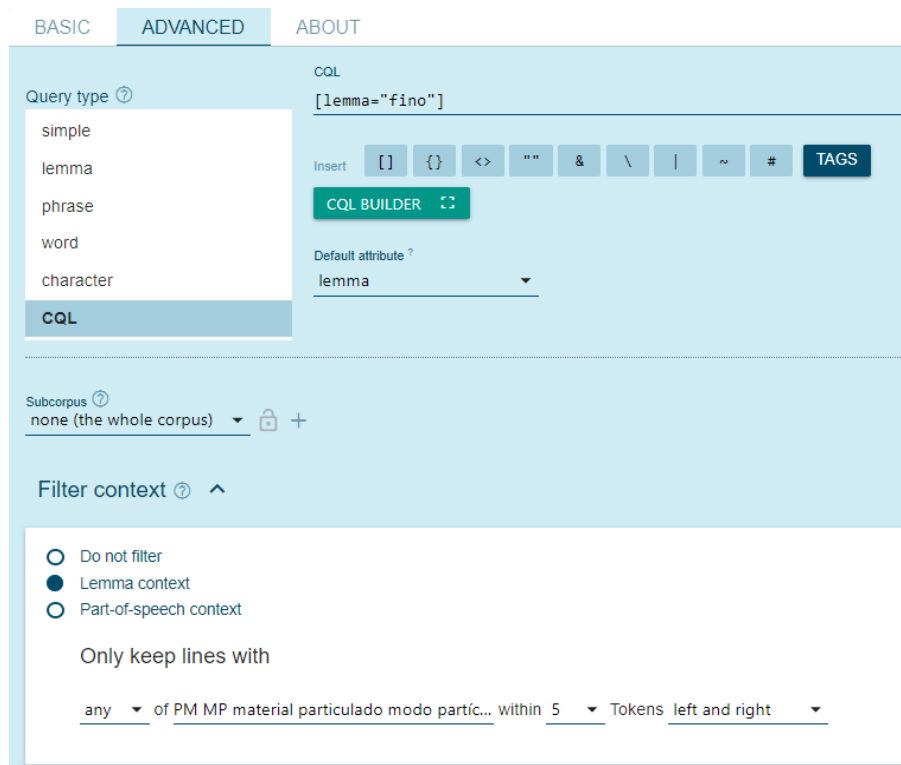 BASIC ADVANCED ABOUT
CQL
Query type ?
[lemma="fino"]
simple
lemma
phrase
word
character
CQL
Insert [] {} <> "" & \ | ~ # TAGS
CQL BUILDER
Default attribute ?
lemma
Subcorpus ?
none (the whole corpus) +
Filter context ?
Do not filter
Lemma context
Part-of-speech context
Only keep lines with
any of PM MP material particulado modo partíc... within 5 Tokens left and right